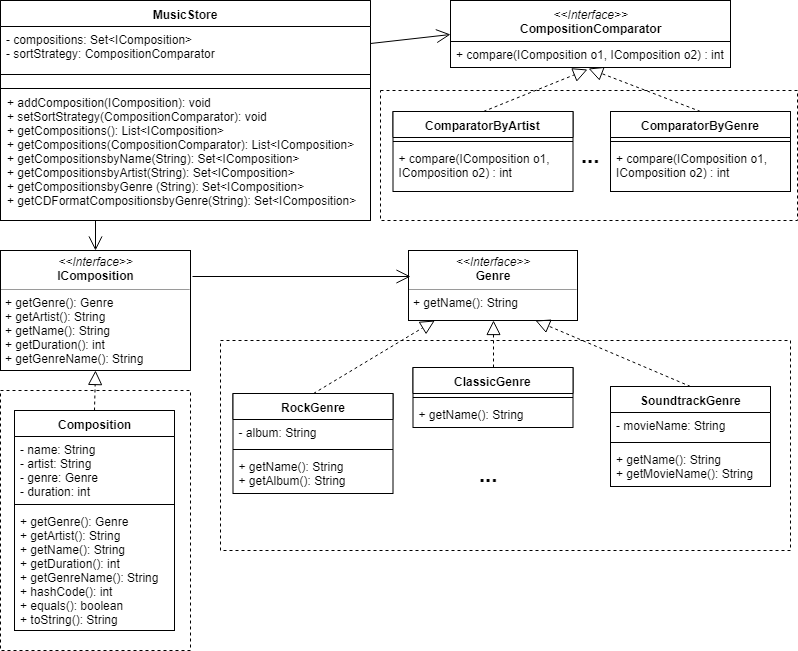 MusicStore
- compositions: Set<IComposition>
- sortStrategy: CompositionComparator
+ addComposition(IComposition): void
+ setSortStrategy(CompositionComparator): void
+ getCompositions(): List<IComposition>
+ getCompositions(CompositionComparator): List<IComposition>
+ getCompositionsbyName(String): Set<IComposition>
+ getCompositionsbyArtist(String): Set<IComposition>
+ getCompositionsbyGenre (String): Set<IComposition>
+ getCDFormatCompositionsbyGenre(String): Set<IComposition>
<<Interface>>
CompositionComparator
+ compare(IComposition o1, IComposition o2) : int
ComparatorByArtist
+ compare(IComposition o1,
IComposition o2) : int
...
ComparatorByGenre
+ compare(IComposition o1,
IComposition o2) : int
<<Interface>>
IComposition
+ getGenre(): Genre
+ getArtist(): String
+ getName(): String
+ getDuration(): int
+ getGenreName(): String
<<Interface>>
Genre
+ getName(): String
Composition
- name: String
- artist: String
- genre: Genre
- duration: int
+ getGenre(): Genre
+ getArtist(): String
+ getName(): String
+ getDuration(): int
+ getGenreName(): String
+ hashCode(): int
+ equals(): boolean
+ toString(): String
RockGenre
- album: String
+ getName(): String
+ getAlbum(): String
ClassicGenre
+ getName(): String
...
SoundtrackGenre
- movieName: String
+ getName(): String
+ getMovieName(): String